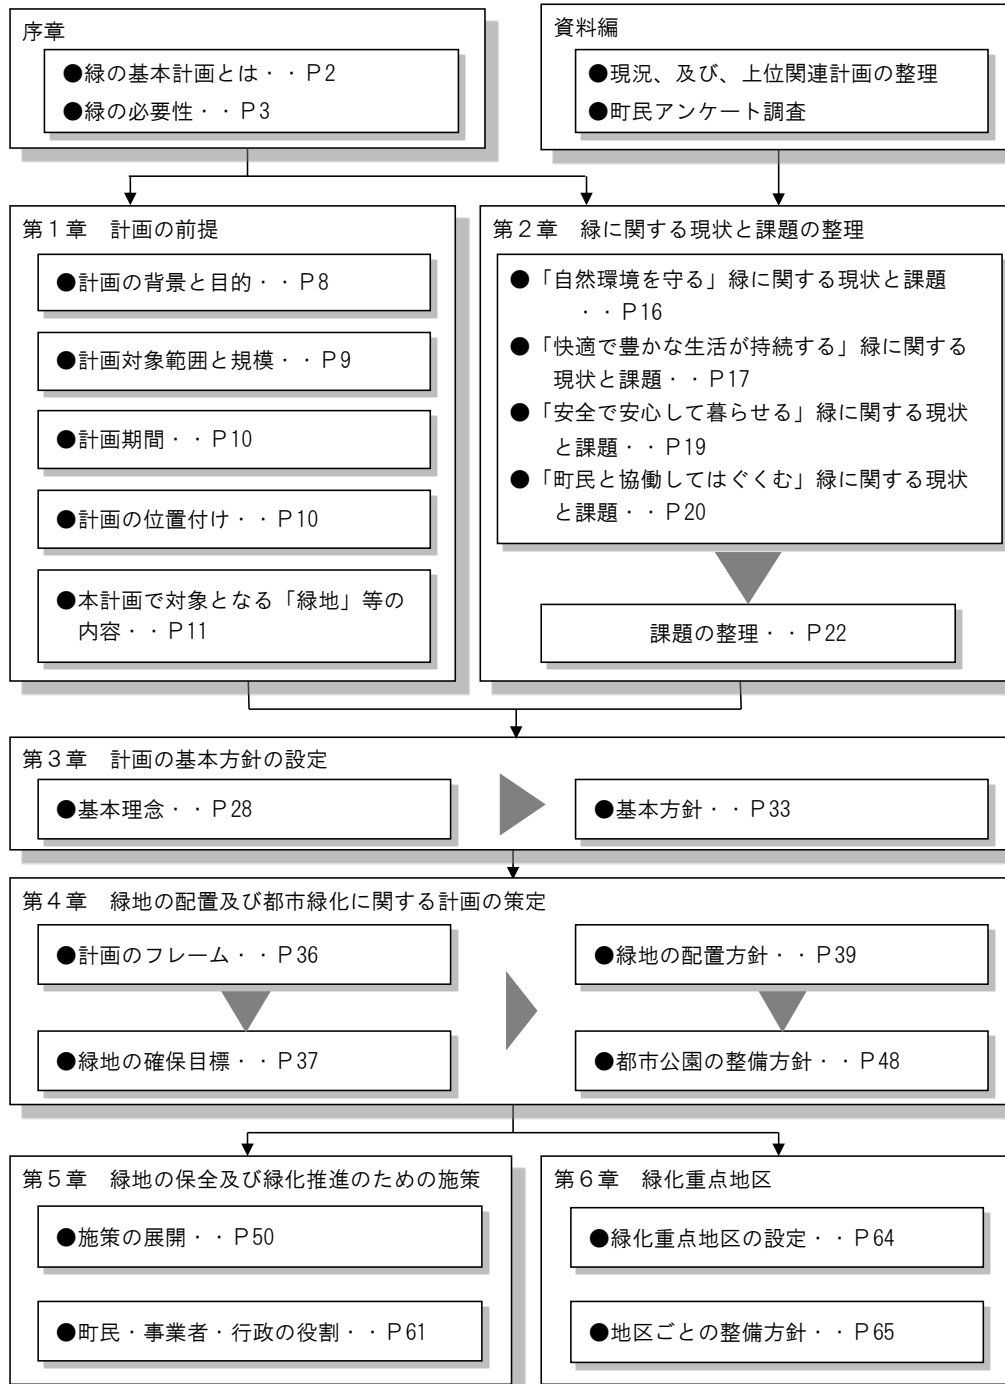 序章
●緑の基本計画とは・・P2
●緑の必要性・・P3
資料編
●現況、及び、上位関連計画の整理
●町民アンケート調査
第1章　計画の前提
●計画の背景と目的・・P8
●計画対象範囲と規模・・P9
●計画期間・・P10
●計画の位置付け・・P10
●本計画で対象となる「緑地」等の
内容・・P11
第2章　緑に関する現状と課題の整理
●「自然環境を守る」緑に関する現状と課題
・・P16
●「快適で豊かな生活が持続する」緑に関する
現状と課題・・P17
●「安全で安心して暮らせる」緑に関する現状
と課題・・P19
●「町民と協働してはぐくむ」緑に関する現状
と課題・・P20
課題の整理・・P22
第3章　計画の基本方針の設定
●基本理念・・P28
●基本方針・・P33
第4章　緑地の配置及び都市緑化に関する計画の策定
●計画のフレーム・・P36
●緑地の確保目標・・P37
●緑地の配置方針・・P39
●都市公園の整備方針・・P48
第5章　緑地の保全及び緑化推進のための施策
●施策の展開・・P50
●町民・事業者・行政の役割・・P61
第6章　緑化重点地区
●緑化重点地区の設定・・P64
●地区ごとの整備方針・・P65